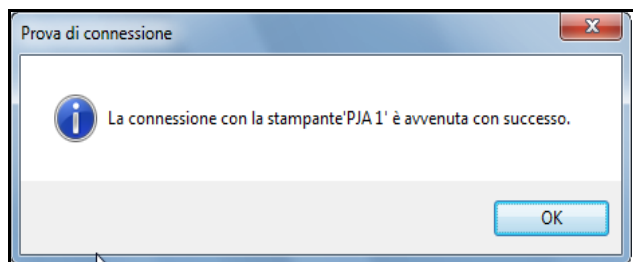 Prova di connessione
La connessione con la stampante'PJA 1' è avvenuta con successo.
OK